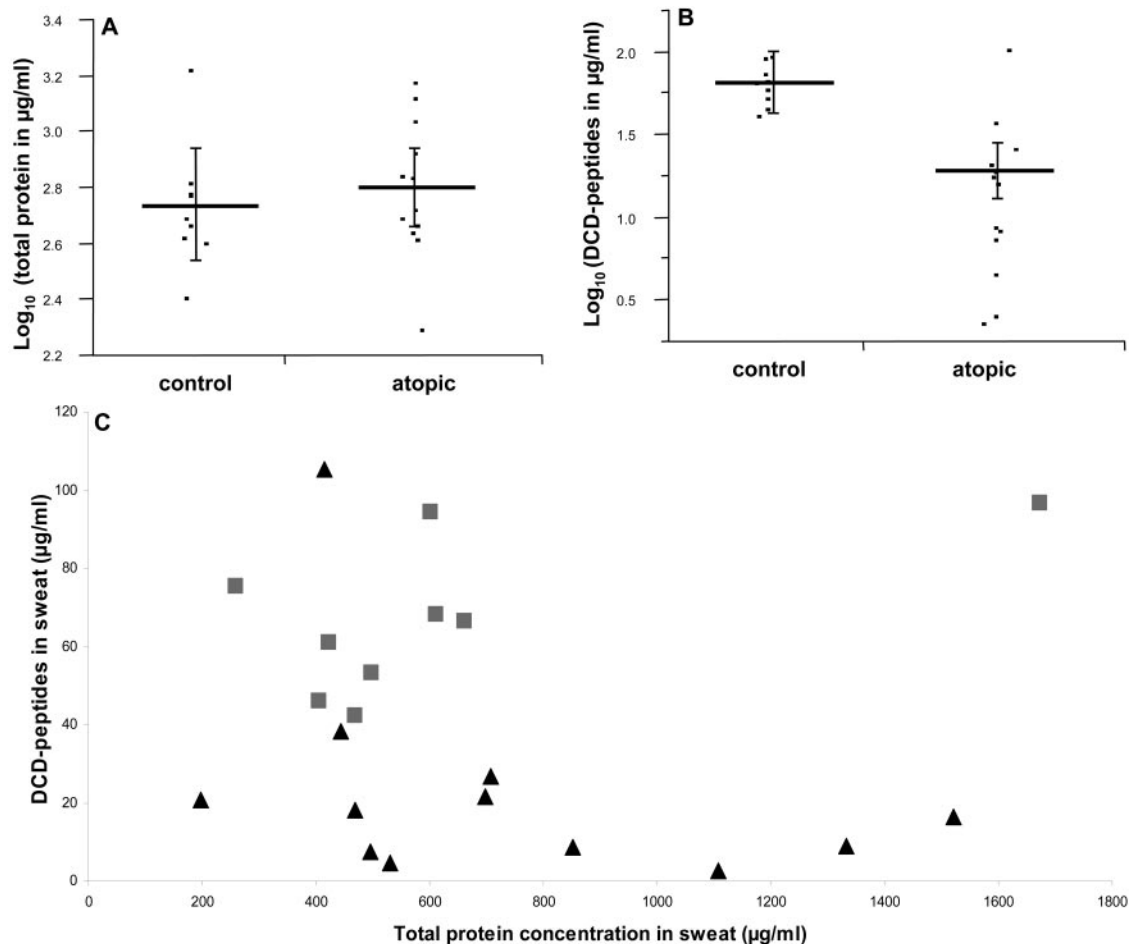 A
Log10 (total protein in µg/ml)
3.4
3.2
3.0
2.8
2.6
2.4
2.2
control
atopic
B
Log10 (DCD-peptides in µg/ml)
2.0
1.5
1.0
0.5
control
atopic
C
DCD-peptides in sweat (µg/ml)
120
100
80
60
40
20
0
0 200 400 600 800 1000 1200 1400 1600 1800
Total protein concentration in sweat (µg/ml)